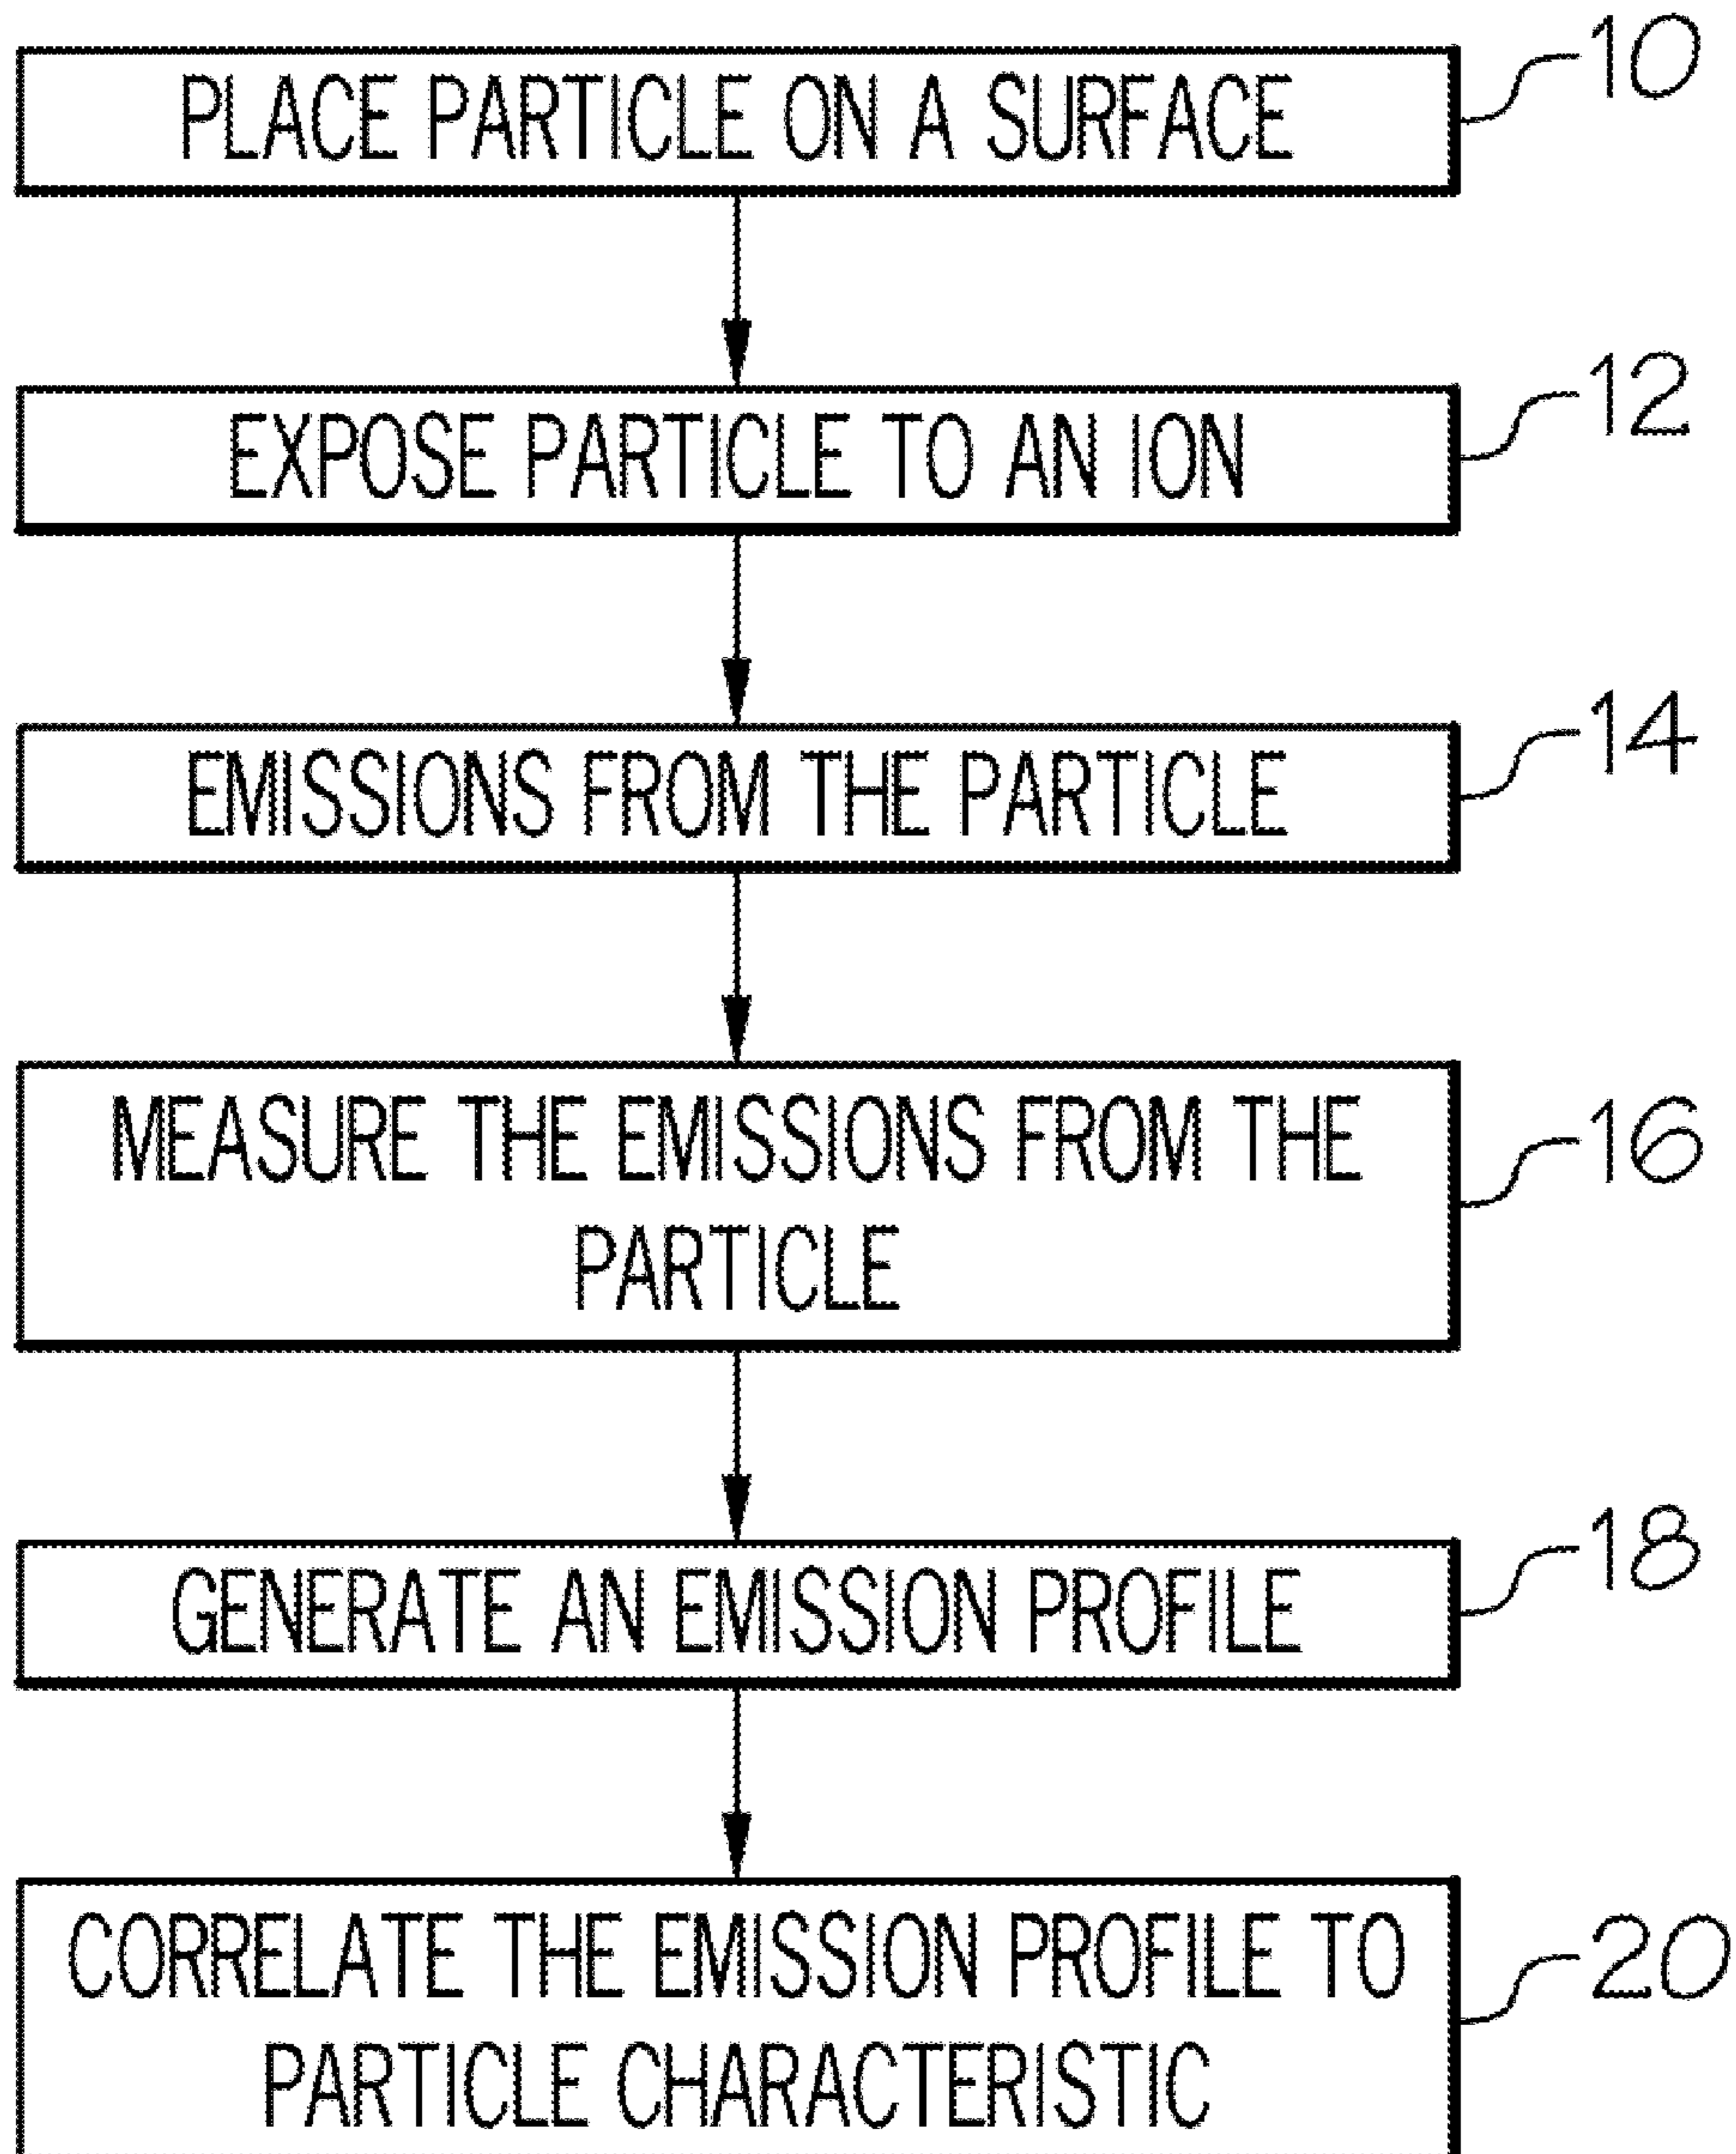 PLACE PARTICLE ON A SURFACE
10
EXPOSE PARTICLE TO AN ION
12
EMISSIONS FROM THE PARTICLE
14
MEASURE THE EMISSIONS FROM THE
PARTICLE
16
GENERATE AN EMISSION PROFILE
18
CORRELATE THE EMISSION PROFILE TO
PARTICLE CHARACTERISTIC
20